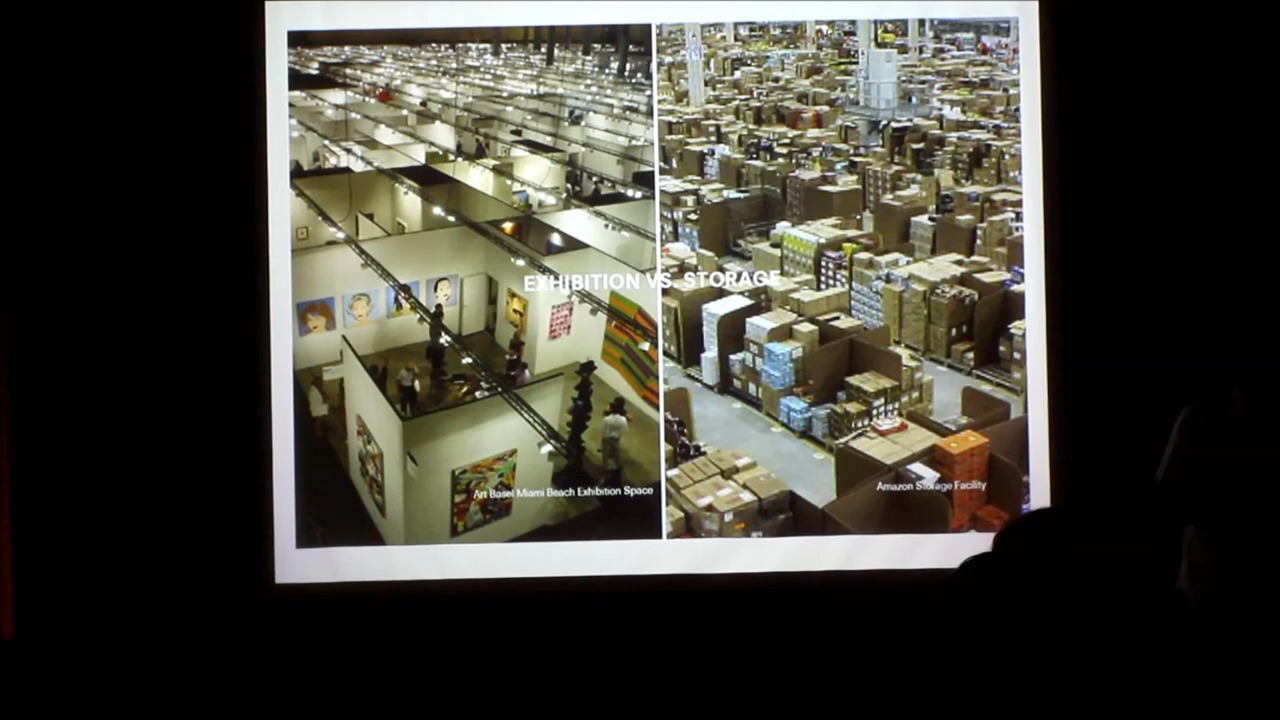 EXHIBITION VS. STORAGE
Art Basel Miami Beach Exhibition Space
Amazon Storage Facility